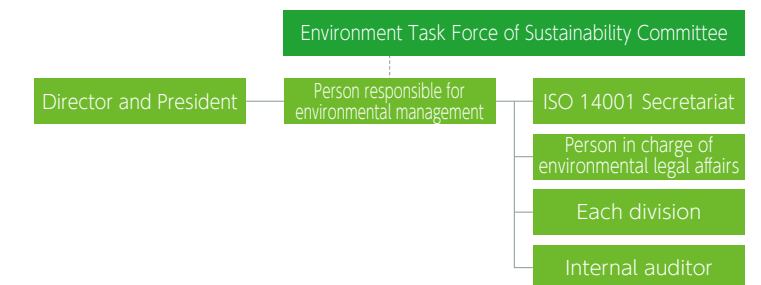 Environment Task Force of Sustainability Committee
Director and President
Person responsible for
environmental management
ISO 14001 Secretariat
Person in charge of
environmental legal affairs
Each division
Internal auditor